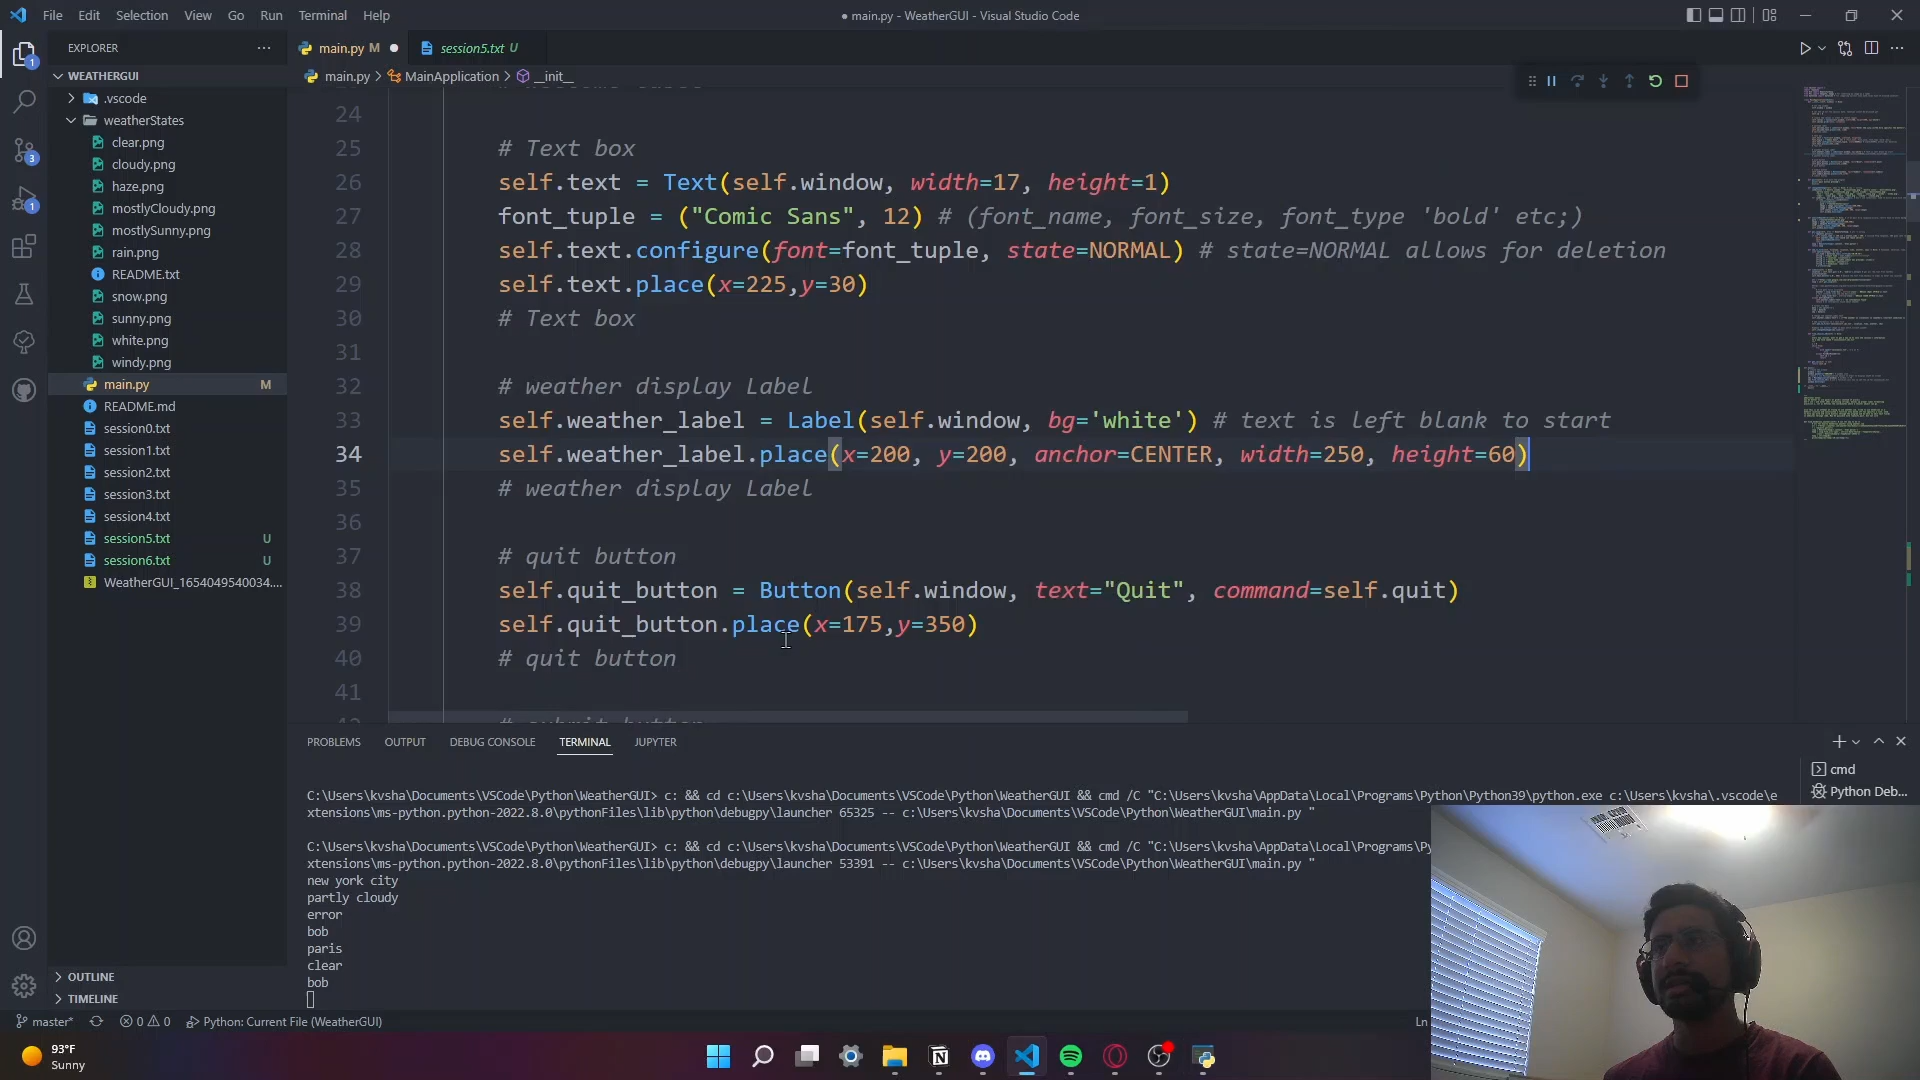 File Edit Selection View Go Run Terminal Help
● main.py - WeatherGUI - Visual Studio Code
EXPLORER
main.py M
session5.txt U
WEATHERGUI
main.py > MainApplication > __init__
.vscode
weatherStates
clear.png
cloudy.png
haze.png
mostlyCloudy.png
mostlySunny.png
rain.png
README.txt
snow.png
sunny.png
white.png
windy.png
main.py M
README.md
session0.txt
session1.txt
session2.txt
session3.txt
session4.txt
session5.txt U
session6.txt U
WeatherGUI_1654049540034....
OUTLINE
TIMELINE
24
25 # Text box
26 self.text = Text(self.window, width=17, height=1)
27 font_tuple = ("Comic Sans", 12) # (font_name, font_size, font_type 'bold' etc;)
28 self.text.configure(font=font_tuple, state=NORMAL) # state=NORMAL allows for deletion
29 self.text.place(x=225,y=30)
30 # Text box
31
32 # weather display Label
33 self.weather_label = Label(self.window, bg='white') # text is left blank to start
34 self.weather_label.place(x=200, y=200, anchor=CENTER, width=250, height=60)
35 # weather display Label
36
37 # quit button
38 self.quit_button = Button(self.window, text="Quit", command=self.quit)
39 self.quit_button.place(x=175,y=350)
40 # quit button
41
PROBLEMS OUTPUT DEBUG CONSOLE TERMINAL JUPYTER
cmd
Python Deb...
C:\Users\kvsha\Documents\VSCode\Python\WeatherGUI> c: && cd c:\Users\kvsha\Documents\VSCode\Python\WeatherGUI && cmd /C "C:\Users\kvsha\AppData\Local\Programs\Python\Python39\python.exe c:\Users\kvsha\.vscode\e
xtensions\ms-python.python-2022.8.0\pythonFiles\lib\python\debugpy\launcher 65325 -- c:\Users\kvsha\Documents\VSCode\Python\WeatherGUI\main.py "
C:\Users\kvsha\Documents\VSCode\Python\WeatherGUI> c: && cd c:\Users\kvsha\Documents\VSCode\Python\WeatherGUI && cmd /C "C:\Users\kvsha\AppData\Local\Programs\Py
xtensions\ms-python.python-2022.8.0\pythonFiles\lib\python\debugpy\launcher 53391 -- c:\Users\kvsha\Documents\VSCode\Python\WeatherGUI\main.py "
new york city
partly cloudy
error
bob
paris
clear
bob
master* 0 0 Python: Current File (WeatherGUI)
Ln
93°F
Sunny